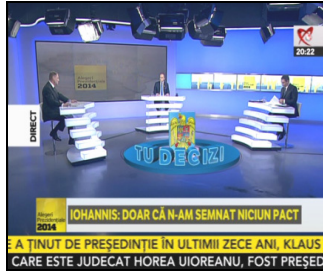 20:22
Alegeri
Prezidențiale
2014
DIRECT
TU DECIZI
Alegeri
Prezidențiale
2014
IOHANNIS: DOAR CĂ N-AM SEMNAT NICIUN PACT
E A ȚINUT DE PREȘEDINȚIE ÎN ULTIMII ZECE ANI, KLAUS
CARE ESTE JUDECAT HOREA UIOREANU, FOST PREȘED